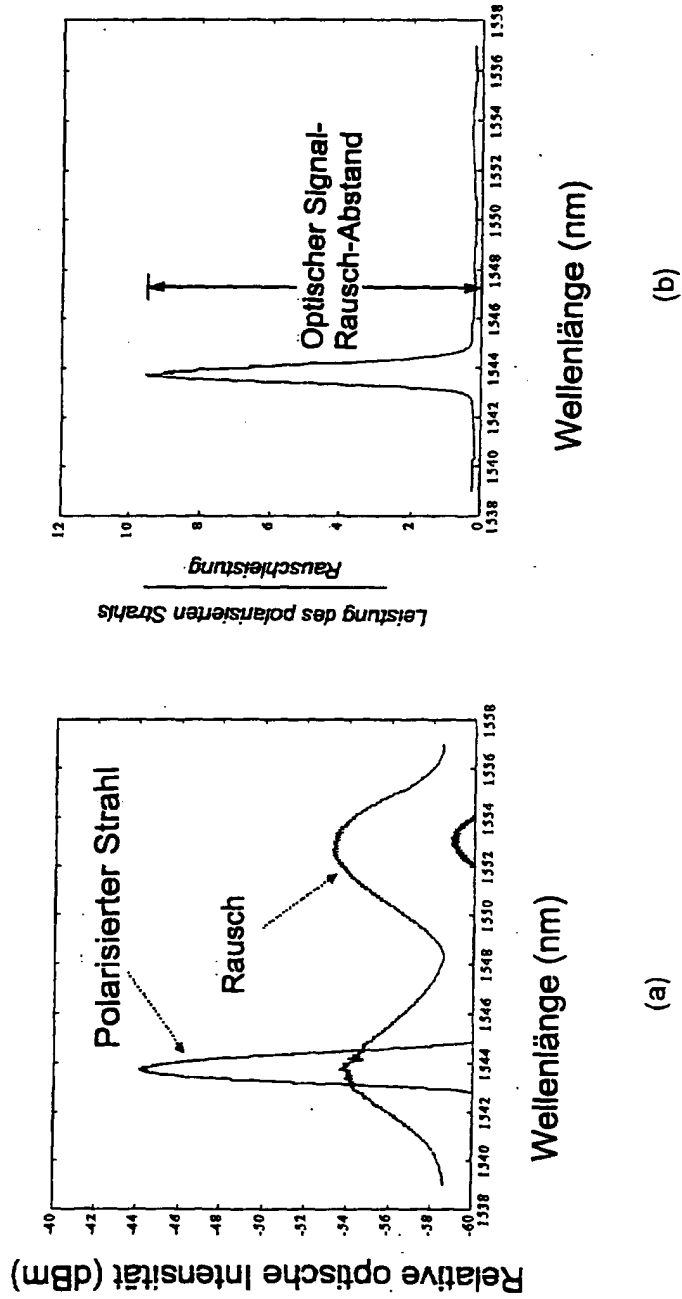 Relative optische Intensität (dBm)
-40
-42
-44
-46
-48
-50
-52
-54
-56
-58
-60
Polarisierter Strahl
Rausch
1538 1540 1542 1544 1546 1548 1550 1552 1554 1556 1558
Wellenlänge (nm)
(a)
Leistung des polarisierten Strahls
Rauschleistung
12
10
8
6
4
2
0
Optischer Signal-
Rausch-Abstand
1538 1540 1542 1544 1546 1548 1550 1552 1554 1556 1558
Wellenlänge (nm)
(b)